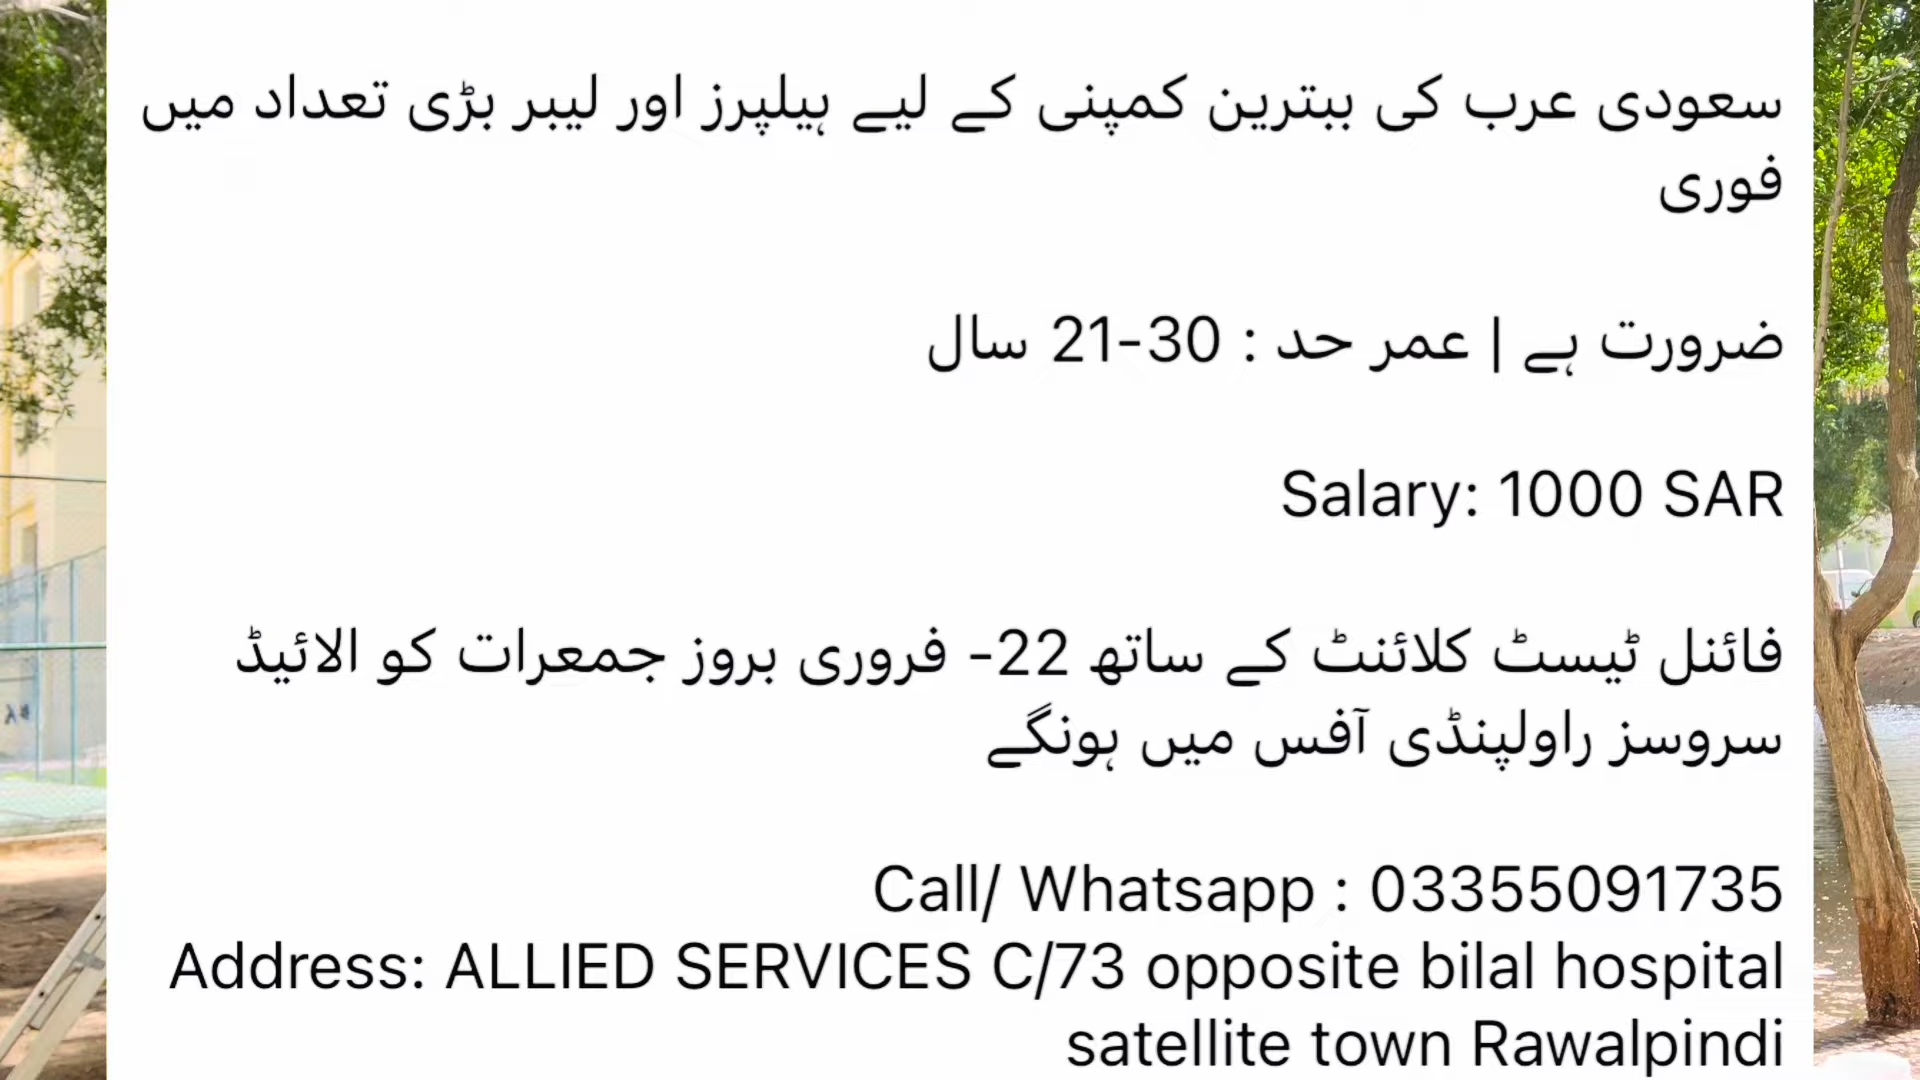 سعودی عرب کی ببترین کمپنی کے لیے ہیلپرز اور لیبر بڑی تعداد میں
فوری
ضرورت ہے | عمر حد : 30-21 سال
Salary: 1000 SAR
فائنل ٹیسٹ کلائنٹ کے ساتھ 22- فروری بروز جمعرات کو الائیڈ
سروسز راولپنڈی آفس میں ہونگے
Call/ Whatsapp : 03355091735
Address: ALLIED SERVICES C/73 opposite bilal hospital
satellite town Rawalpindi